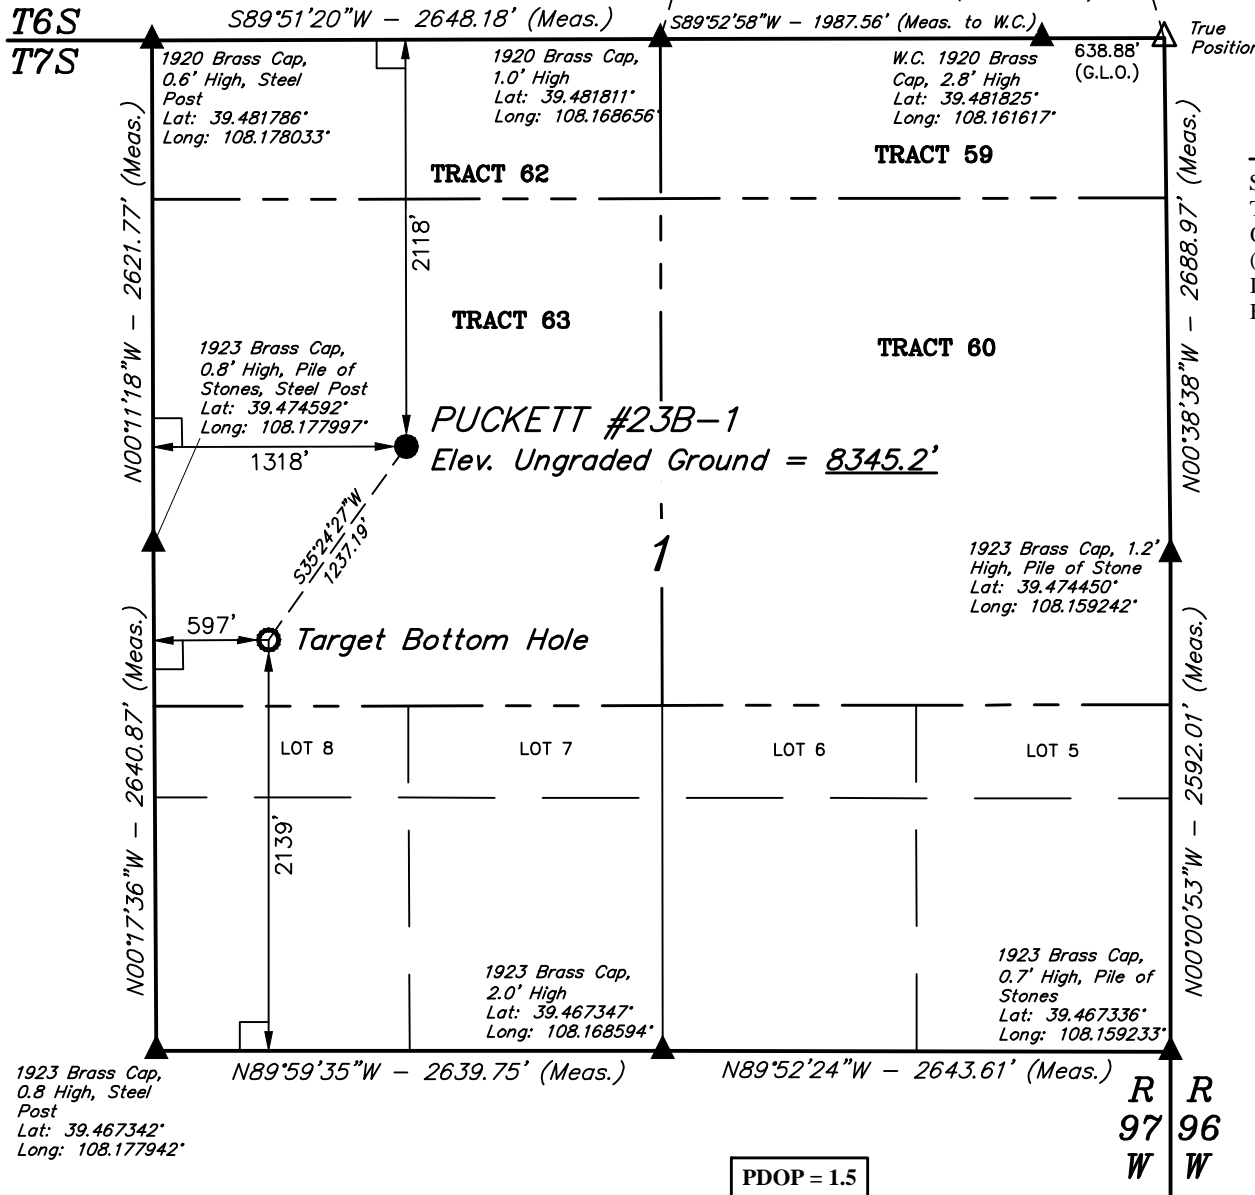 T6S
T7S
S89°51'20"W – 2648.18' (Meas.)
S89°52'58"W – 1987.56' (Meas. to W.C.)
True
Position
638.88'
(G.L.O.)
1920 Brass Cap,
0.6' High, Steel
Post
Lat: 39.481786°
Long: 108.178033°
1920 Brass Cap,
1.0' High
Lat: 39.481811°
Long: 108.168656°
W.C. 1920 Brass
Cap, 2.8' High
Lat: 39.481825°
Long: 108.161617°
TRACT 62
TRACT 59
N00°11'18"W – 2621.77' (Meas.)
2118'
N00°38'38"W – 2688.97' (Meas.)
TRACT 63
TRACT 60
1923 Brass Cap,
0.8' High, Pile of
Stones, Steel Post
Lat: 39.474592°
Long: 108.177997°
PUCKETT #23B–1
Elev. Ungraded Ground = 8345.2'
1318'
S35°24'27"W
1237.19'
1
1923 Brass Cap, 1.2'
High, Pile of Stone
Lat: 39.474450°
Long: 108.159242°
597'
Target Bottom Hole
N00°17'36"W – 2640.87' (Meas.)
N00°00'53"W – 2592.01' (Meas.)
LOT 8
LOT 7
LOT 6
LOT 5
2139'
1923 Brass Cap,
2.0' High
Lat: 39.467347°
Long: 108.168594°
1923 Brass Cap,
0.7' High, Pile of
Stones
Lat: 39.467336°
Long: 108.159233°
N89°59'35"W – 2639.75' (Meas.)
N89°52'24"W – 2643.61' (Meas.)
1923 Brass Cap,
0.8 High, Steel
Post
Lat: 39.467342°
Long: 108.177942°
R R
97 96
W W
PDOP = 1.5